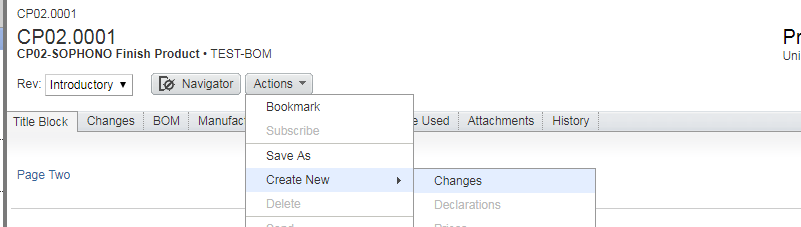 CP02.0001
CP02.0001
CP02-SOPHONO Finish Product • TEST-BOM
Pr
Uni
Rev: Introductory Navigator Actions
Bookmark
Title Block Changes BOM Manufac e Used Attachments History
Subscribe
Save As
Page Two
Create New Changes
Delete Declarations